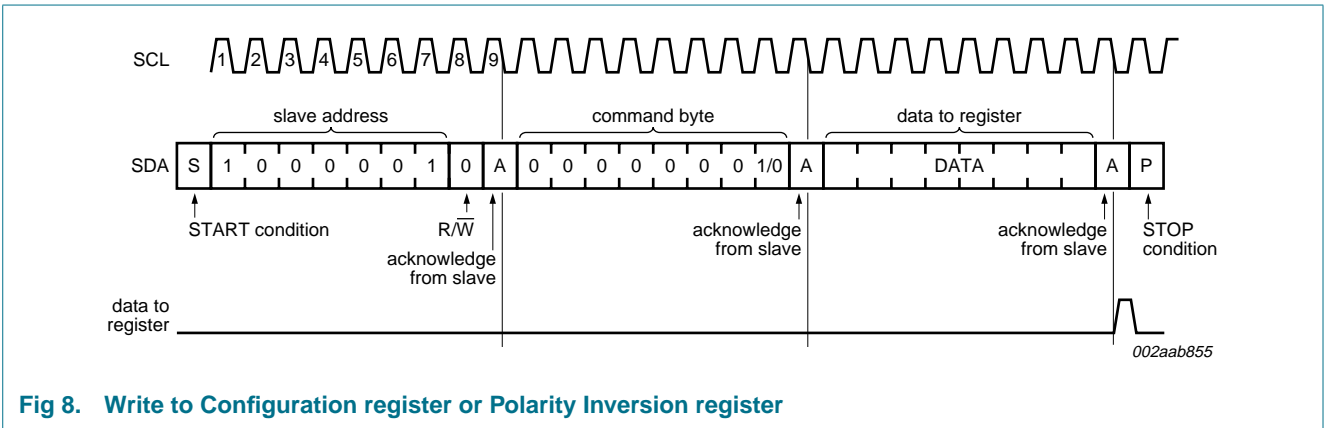 SCL 1 2 3 4 5 6 7 8 9
slave address command byte data to register
SDA S 1 0 0 0 0 0 1 0 A 0 0 0 0 0 0 0 1/0 A DATA A P
START condition R/W̅ acknowledge from slave acknowledge from slave acknowledge from slave STOP condition
data to
register
002aab855
Fig 8. Write to Configuration register or Polarity Inversion register